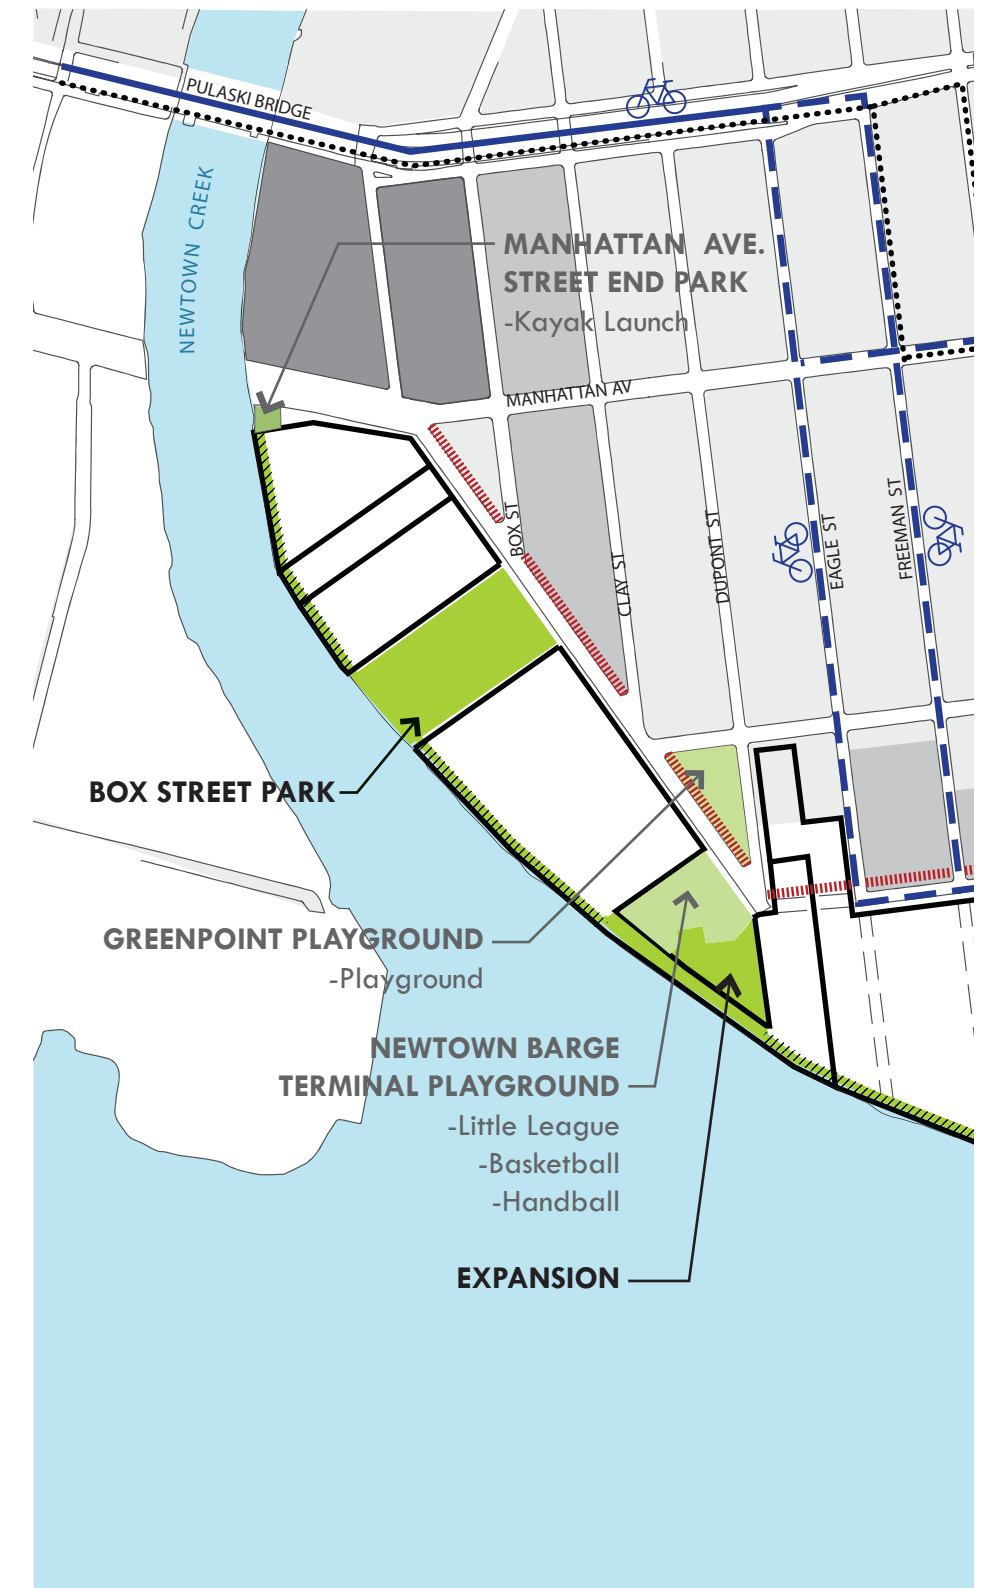 PULASKI BRIDGE
NEWTOWN CREEK
MANHATTAN AVE.
STREET END PARK
-Kayak Launch
MANHATTAN AV
BOX ST
CLAY ST
DUPONT ST
EAGLE ST
FREEMAN ST
BOX STREET PARK
GREENPOINT PLAYGROUND
-Playground
NEWTOWN BARGE
TERMINAL PLAYGROUND
-Little League
-Basketball
-Handball
EXPANSION